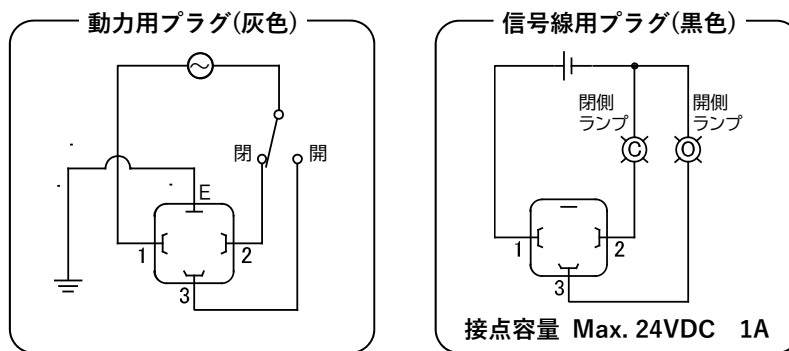 動力用プラグ(灰色)
閉
開
E
1
2
3
信号線用プラグ(黒色)
閉側
ランプ
開側
ランプ
C
O
1
2
3
接点容量 Max. 24VDC 1A